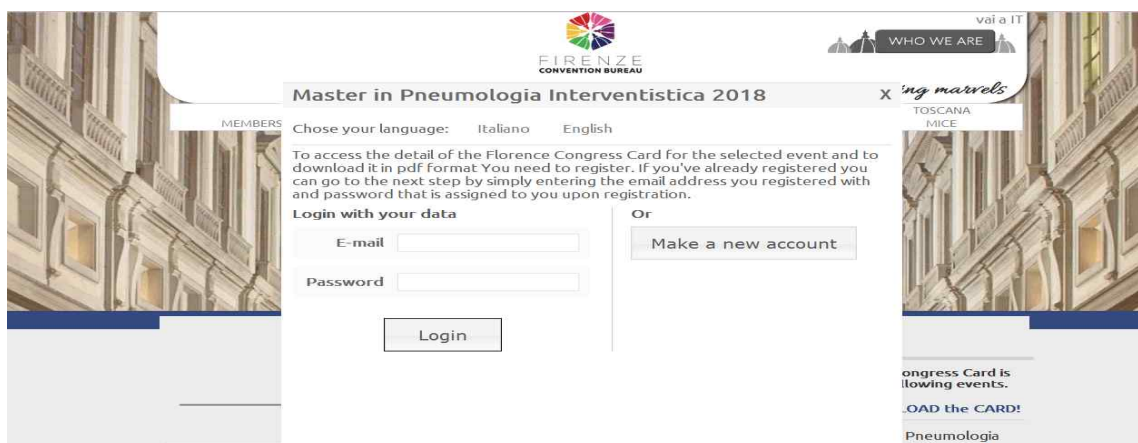 vai a IT
WHO WE ARE
FIRENZE
CONVENTION BUREAU
ing marvels
MEMBERS
TOSCANA
MICE
Master in Pneumologia Interventistica 2018
X
Chose your language: Italiano English
To access the detail of the Florence Congress Card for the selected event and to
download it in pdf format You need to register. If you've already registered you
can go to the next step by simply entering the email address you registered with
and password that is assigned to you upon registration.
Login with your data
E-mail
Password
Login
Or
Make a new account
ongress Card is
llowing events.
LOAD the CARD!
Pneumologia